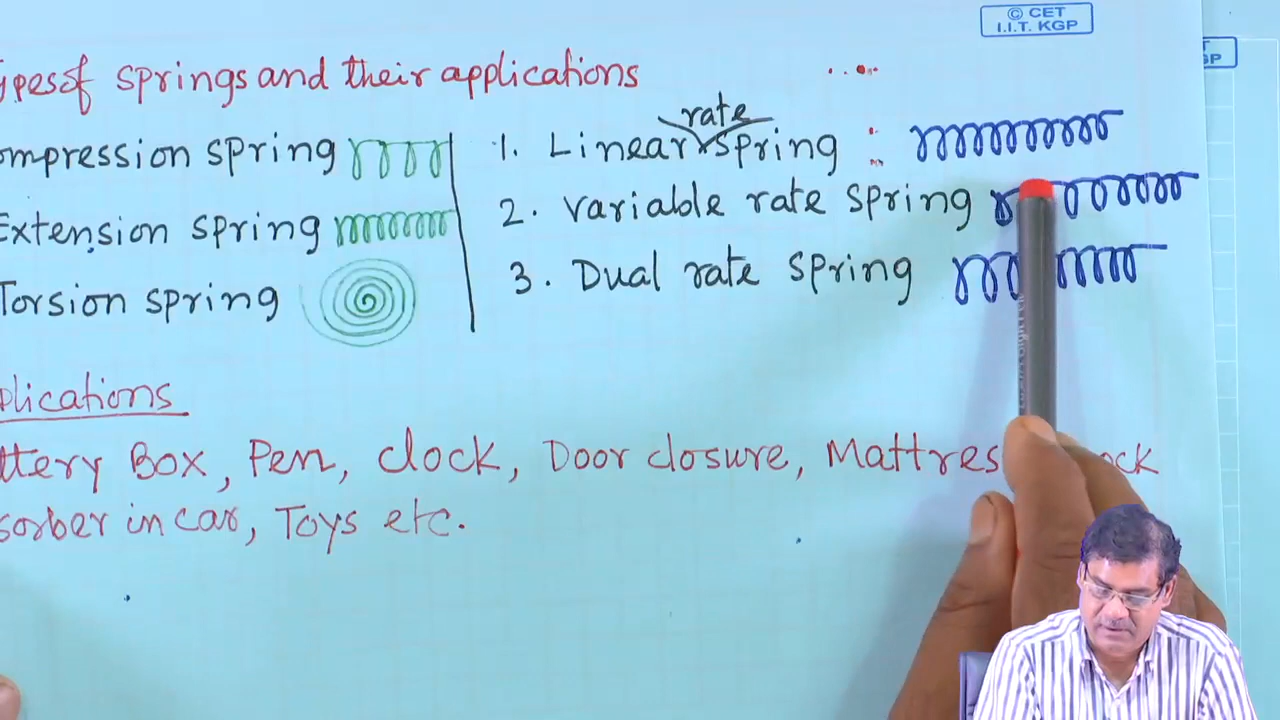 © CET
I.I.T. KGP
GP
ypes of springs and their applications
ompression spring
Extension spring
Torsion spring
rate
1. Linear spring :
2. variable rate spring
3. Dual rate spring
plications
ttery Box, Pen, clock, Door closure, Mattres ock
sorber in car, Toys etc.